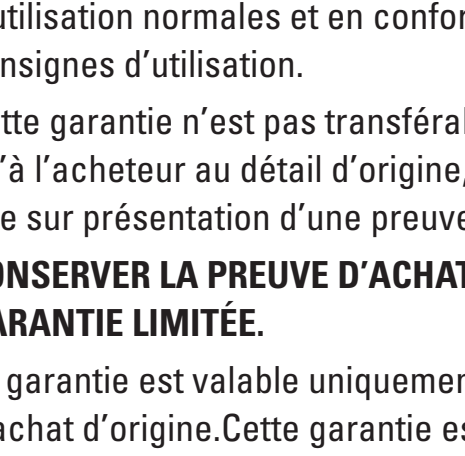 utilisation normales et en confor
nsignes d’utilisation.
tte garantie n’est pas transféral
’à l’acheteur au détail d’origine,
e sur présentation d’une preuve
ONSERVER LA PREUVE D’ACHAT
ARANTIE LIMITÉE.
garantie est valable uniquemen
achat d’origine.Cette garantie es